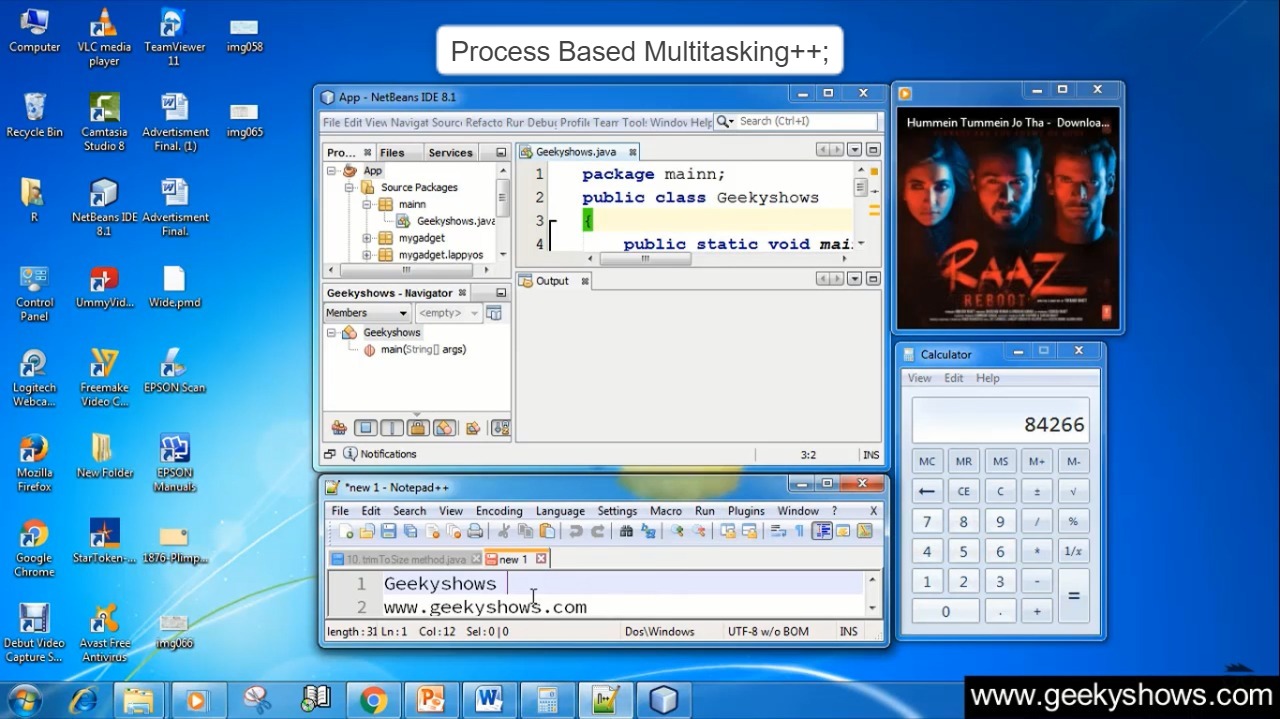 Process Based Multitasking++;
Computer
VLC media
player
TeamViewer
11
img058
Recycle Bin
Camtasia
Studio 8
Advertisment
Final. (1)
img065
R
NetBeans IDE
8.1
Advertisment
Final.
Control
Panel
UmmyVid...
Wide.pmd
Logitech
Webca...
Freemake
Video C...
EPSON Scan
Mozilla
Firefox
New Folder
EPSON
Manuals
Google
Chrome
StarToken-...
1876-Plimp...
Debut Video
Capture S...
Avast Free
Antivirus
img066
App - NetBeans IDE 8.1
File Edit View Navigat Sourc Refacto Rur Debu Profil Tean Tool: Windov Help
Search (Ctrl+I)
Pro... Files Services
App
Source Packages
mainn
Geekyshows.java
mygadget
mygadget.lappyos
Geekyshows - Navigator
Members <empty>
Geekyshows
main(String[] args)
Geekyshows.java
1 package mainn;
2 public class Geekyshows
3 {
4 public static void mai
Output
Notifications 3:2 INS
*new 1 - Notepad++
File Edit Search View Encoding Language Settings Macro Run Plugins Window ? X
10. trimToSize method.java new 1
1 Geekyshows
2 www.geekyshows.com
length : 31 Ln : 1 Col : 12 Sel : 0 | 0 Dos\Windows UTF-8 w/o BOM INS
Hummein Tummein Jo Tha - Downloa...
RAAZ
REBOOT
Calculator
View Edit Help
84266
MC MR MS M+ M-
← CE C ± √
7 8 9 / %
4 5 6 * 1/x
1 2 3 - =
0 . +
www.geekyshows.com